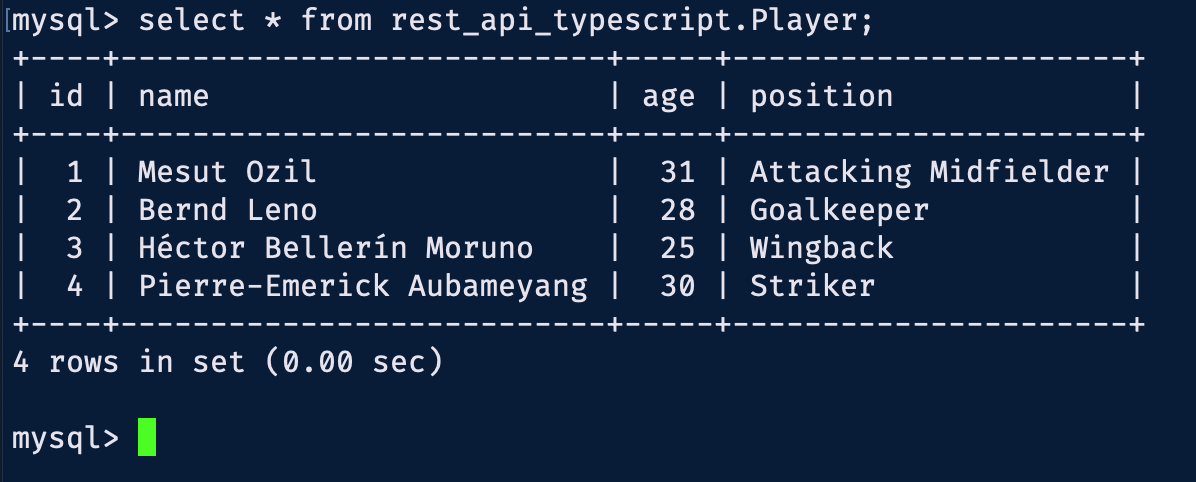 mysql> select * from rest_api_typescript.Player;
+----+--------------------------+-----+---------------------+
| id | name                     | age | position            |
+----+--------------------------+-----+---------------------+
|  1 | Mesut Ozil               |  31 | Attacking Midfielder |
|  2 | Bernd Leno               |  28 | Goalkeeper          |
|  3 | Héctor Bellerín Moruno   |  25 | Wingback            |
|  4 | Pierre-Emerick Aubameyang |  30 | Striker             |
+----+--------------------------+-----+---------------------+
4 rows in set (0.00 sec)
mysql>